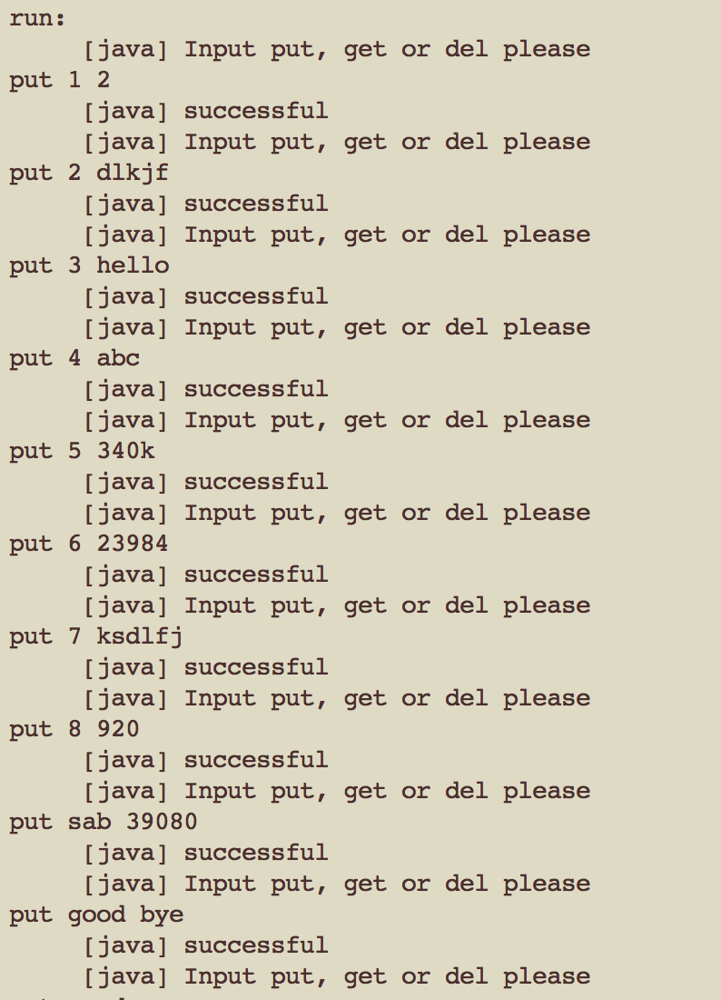 run:
[java] Input put, get or del please
put 1 2
[java] successful
[java] Input put, get or del please
put 2 dlkjf
[java] successful
[java] Input put, get or del please
put 3 hello
[java] successful
[java] Input put, get or del please
put 4 abc
[java] successful
[java] Input put, get or del please
put 5 340k
[java] successful
[java] Input put, get or del please
put 6 23984
[java] successful
[java] Input put, get or del please
put 7 ksdlfj
[java] successful
[java] Input put, get or del please
put 8 920
[java] successful
[java] Input put, get or del please
put sab 39080
[java] successful
[java] Input put, get or del please
put good bye
[java] successful
[java] Input put, get or del please